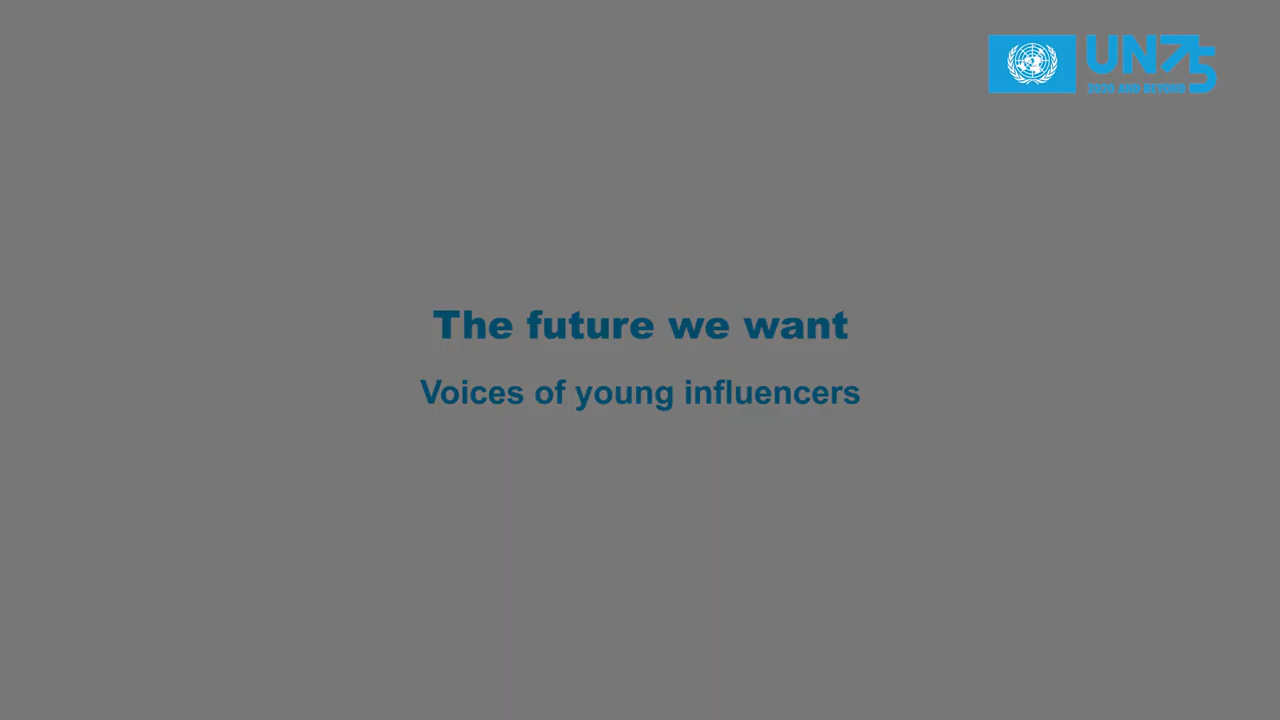 UN75
2020 AND BEYOND
The future we want
Voices of young influencers